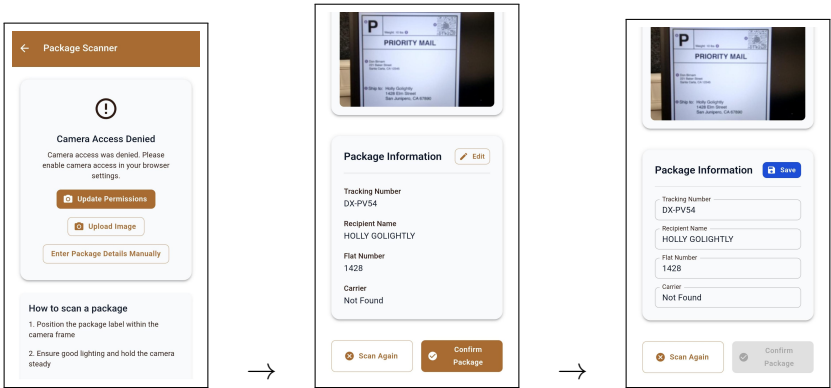 Package Scanner
Camera Access Denied
Camera access was denied. Please
enable camera access in your browser
settings.
Update Permissions
Upload Image
Enter Package Details Manually
How to scan a package
1. Position the package label within the
camera frame
2. Ensure good lighting and hold the camera
steady
→
P
PRIORITY MAIL
Ship to: Holly Golightly
1428 Elm Street
San Junipero, CA 07890
Package Information
Edit
Tracking Number
DX-PV54
Recipient Name
HOLLY GOLIGHTLY
Flat Number
1428
Carrier
Not Found
Scan Again
Confirm
Package
→
P
PRIORITY MAIL
Ship to: Holly Golightly
1428 Elm Street
San Junipero, CA 07890
Package Information
Save
Tracking Number
DX-PV54
Recipient Name
HOLLY GOLIGHTLY
Flat Number
1428
Carrier
Not Found
Scan Again
Confirm
Package